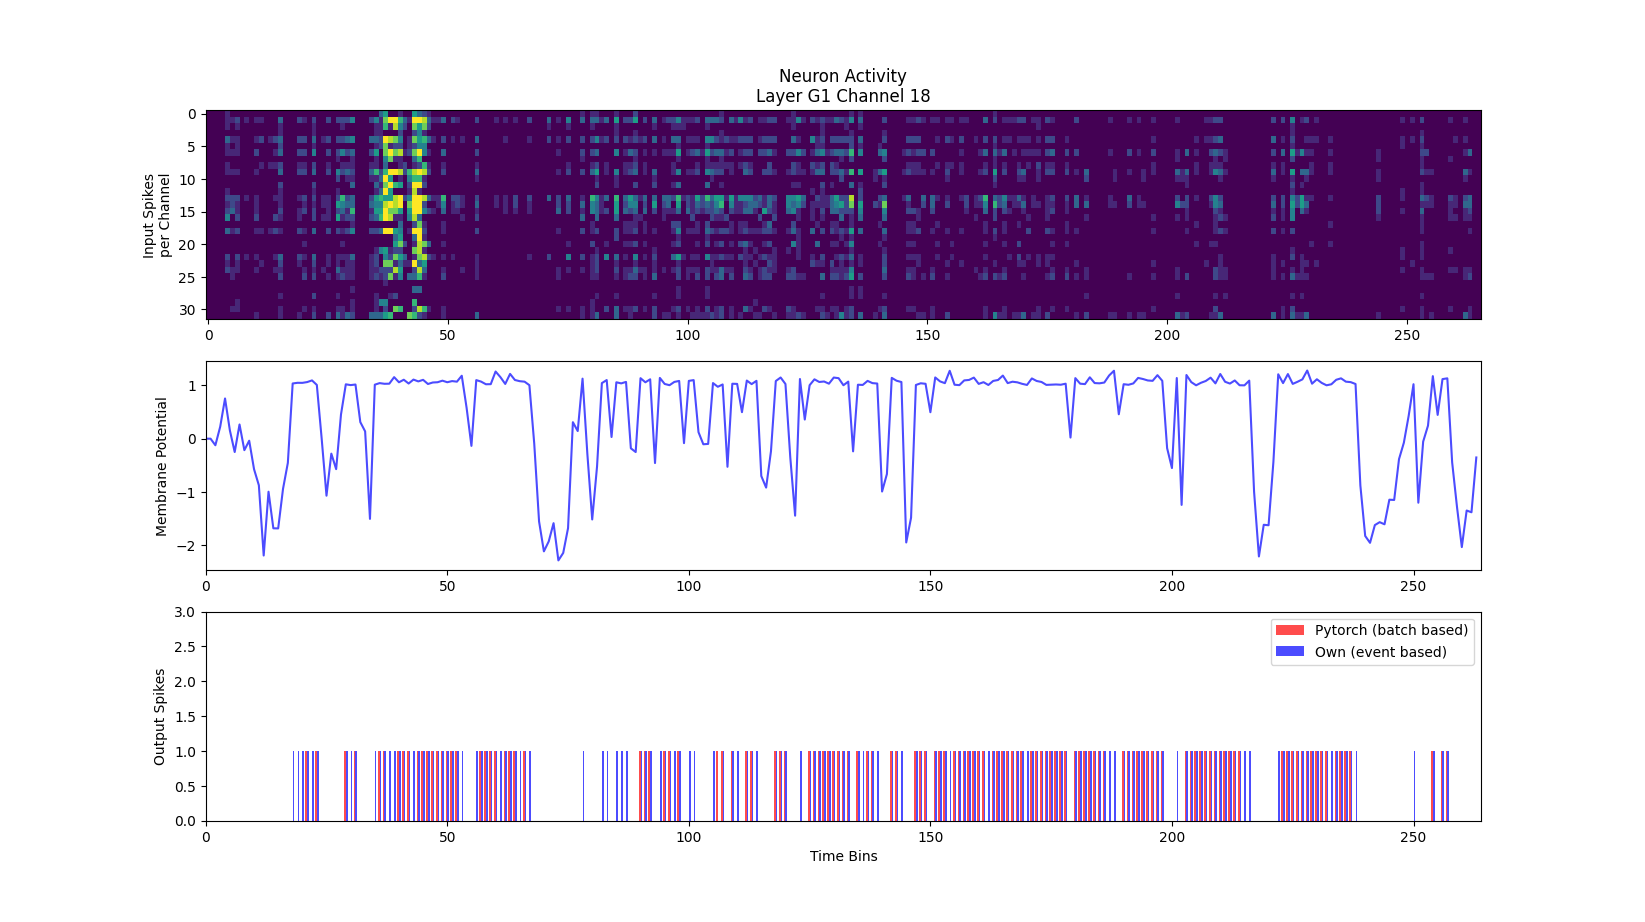 Neuron Activity
Layer G1 Channel 18
Input Spikes
per Channel
0
5
10
15
20
25
30
0 50 100 150 200 250
Membrane Potential
1
0
−1
−2
0 50 100 150 200 250
Output Spikes
3.0
2.5
2.0
1.5
1.0
0.5
0.0
Pytorch (batch based)
Own (event based)
0 50 100 150 200 250
Time Bins